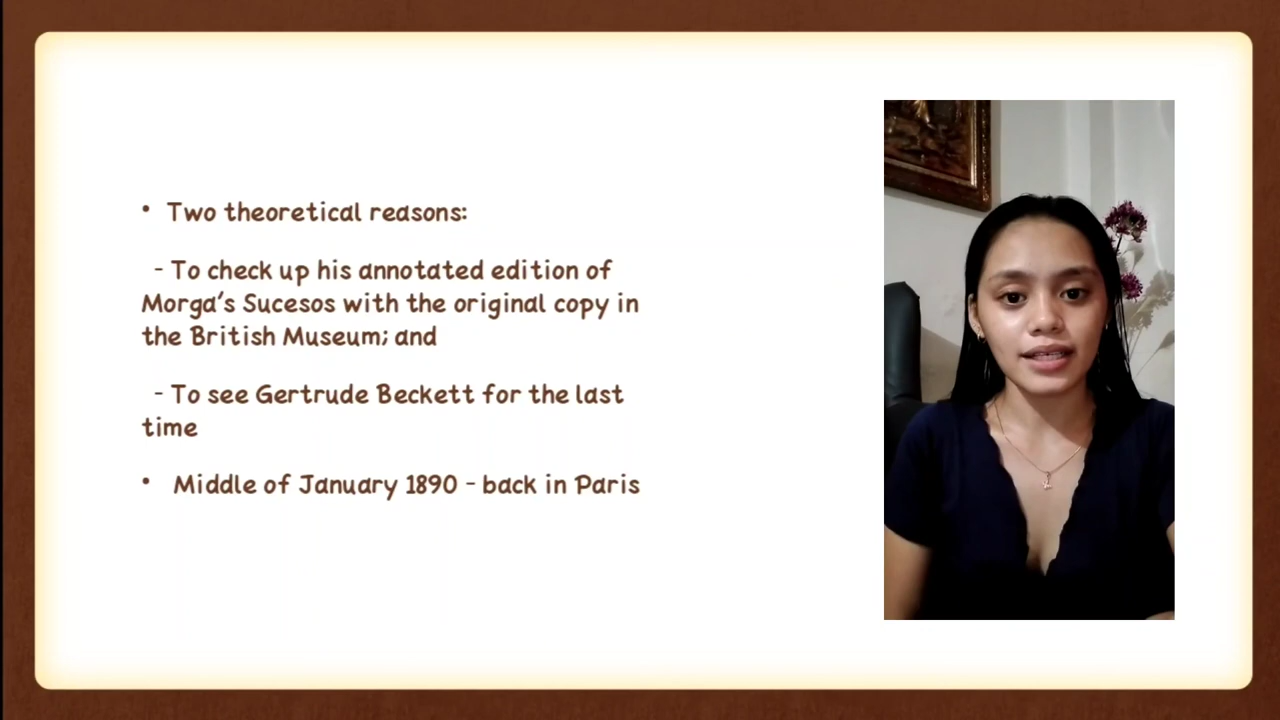 • Two theoretical reasons:
- To check up his annotated edition of
Morga's Sucesos with the original copy in
the British Museum; and
- To see Gertrude Beckett for the last
time
• Middle of January 1890 - back in Paris